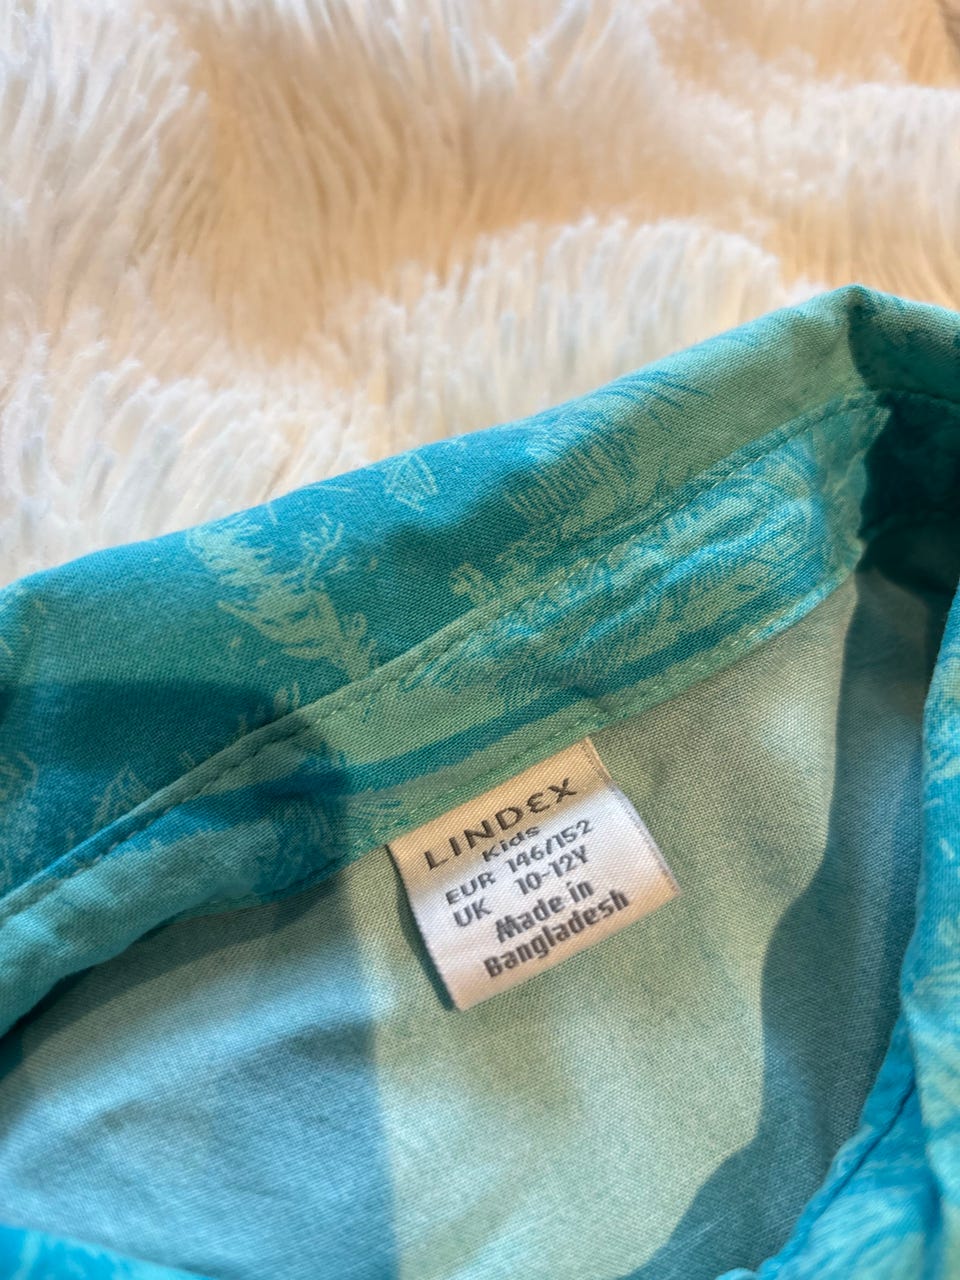 LINDEX
Kids
EUR 146/152
UK 10-12Y
Made in
Bangladesh